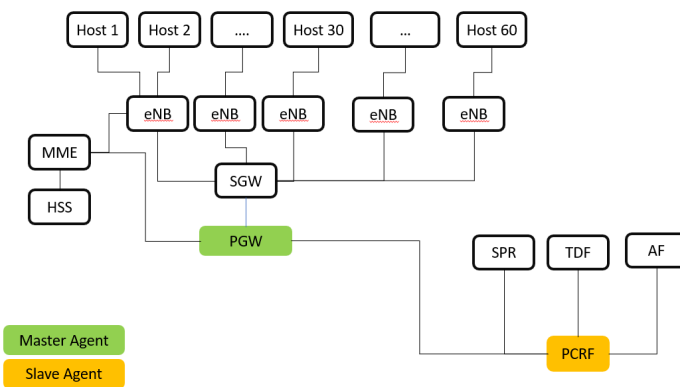 Host 1
Host 2
....
Host 30
...
Host 60
eNB
eNB
eNB
eNB
eNB
MME
SGW
HSS
PGW
SPR
TDF
AF
Master Agent
PCRF
Slave Agent